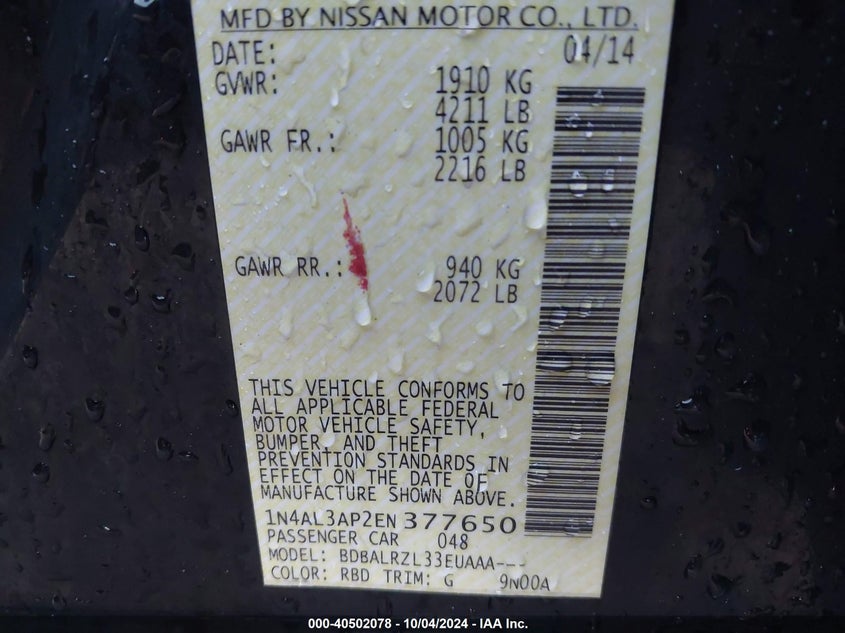 MFD BY NISSAN MOTOR CO., LTD.
DATE: 04/14
GVWR: 1910 KG
4211 LB
GAWR FR.: 1005 KG
2216 LB
GAWR RR.: 940 KG
2072 LB
THIS VEHICLE CONFORMS TO
ALL APPLICABLE FEDERAL
MOTOR VEHICLE SAFETY,
BUMPER, AND THEFT
PREVENTION STANDARDS IN
EFFECT ON THE DATE OF
MANUFACTURE SHOWN ABOVE.
1N4AL3AP2EN377650
PASSENGER CAR 048
MODEL: BDBALRZL33EUAAA---
COLOR: RBD TRIM: G 9N00A
000-40502078 - 10/04/2024 - IAA Inc.